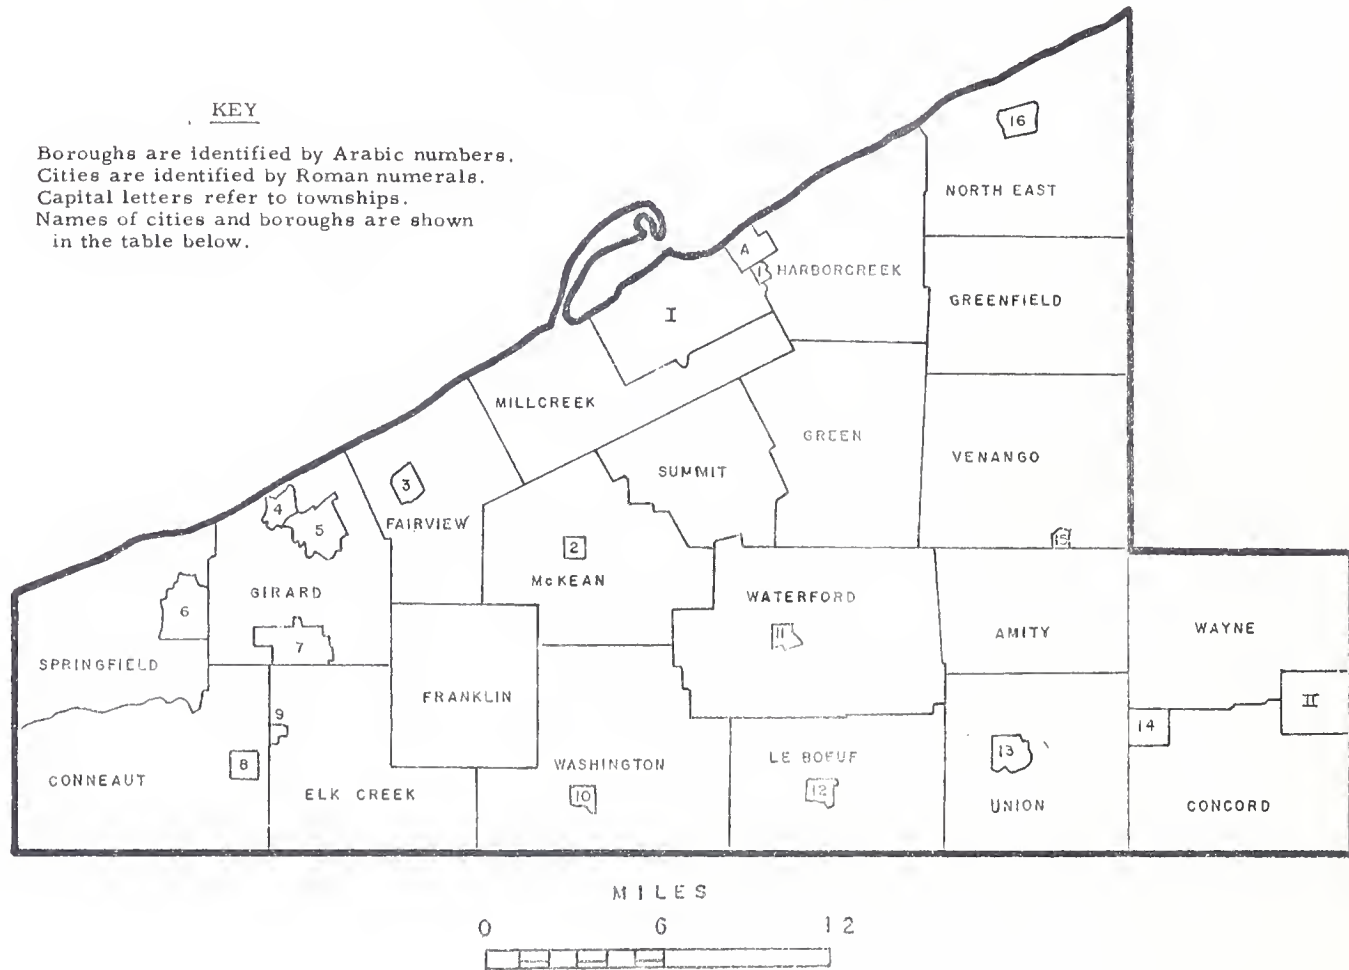 KEY
Boroughs are identified by Arabic numbers.
Cities are identified by Roman numerals.
Capital letters refer to townships.
Names of cities and boroughs are shown
in the table below.
16
NORTH EAST
A
1
HARBORCREEK
I
GREENFIELD
MILLCREEK
GREEN
VENANGO
SUMMIT
3
4
5
FAIRVIEW
2
15
McKEAN
GIRARD
WATERFORD
6
11
AMITY
WAYNE
7
SPRINGFIELD
FRANKLIN
II
9
14
13
8
CONNEAUT
WASHINGTON
LE BOEUF
ELK CREEK
10
12
UNION
CONCORD
MILES
0 6 12